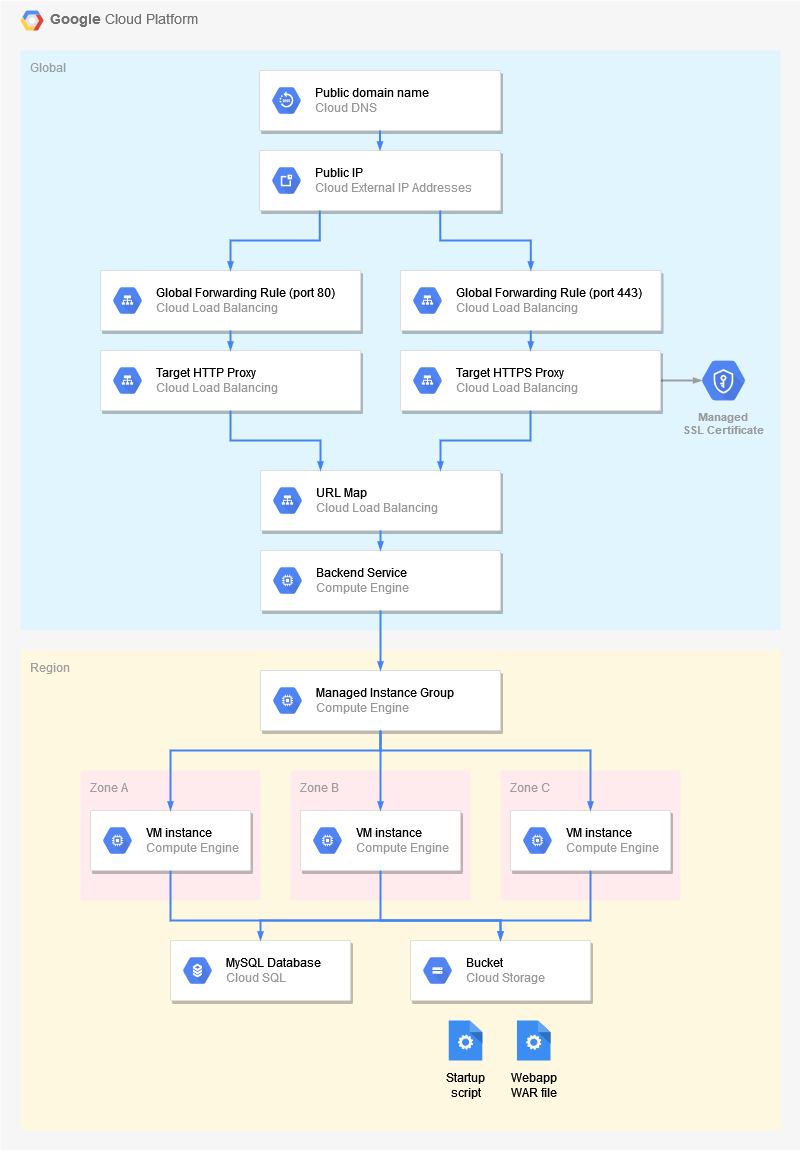 Google Cloud Platform
Global
Public domain name
Cloud DNS
Public IP
Cloud External IP Addresses
Global Forwarding Rule (port 80)
Cloud Load Balancing
Global Forwarding Rule (port 443)
Cloud Load Balancing
Target HTTP Proxy
Cloud Load Balancing
Target HTTPS Proxy
Cloud Load Balancing
Managed
SSL Certificate
URL Map
Cloud Load Balancing
Backend Service
Compute Engine
Region
Managed Instance Group
Compute Engine
Zone A
VM instance
Compute Engine
Zone B
VM instance
Compute Engine
Zone C
VM instance
Compute Engine
MySQL Database
Cloud SQL
Bucket
Cloud Storage
Startup
script
Webapp
WAR file